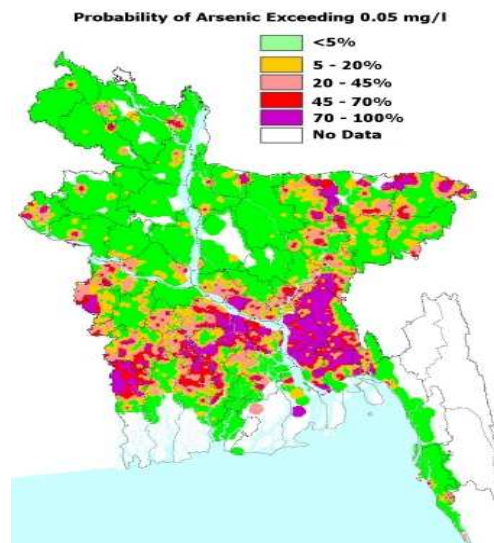 Probability of Arsenic Exceeding 0.05 mg/l
<5%
5 - 20%
20 - 45%
45 - 70%
70 - 100%
No Data